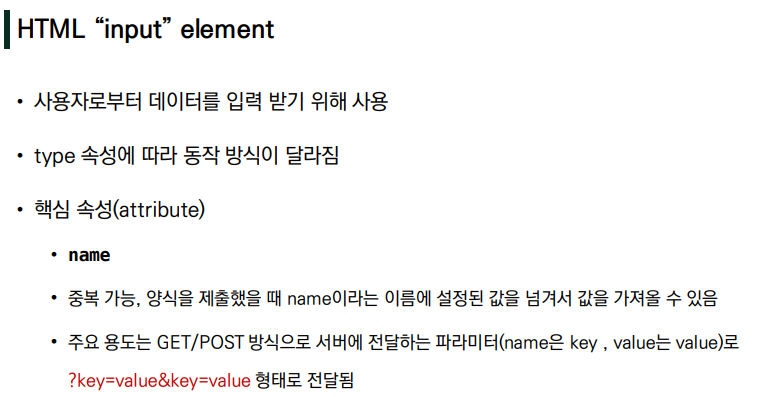 HTML “input” element
• 사용자로부터 데이터를 입력 받기 위해 사용
• type 속성에 따라 동작 방식이 달라짐
• 핵심 속성(attribute)
• name
• 중복 가능, 양식을 제출했을 때 name이라는 이름에 설정된 값을 넘겨서 값을 가져올 수 있음
• 주요 용도는 GET/POST 방식으로 서버에 전달하는 파라미터(name은 key , value는 value)로
?key=value&key=value 형태로 전달됨